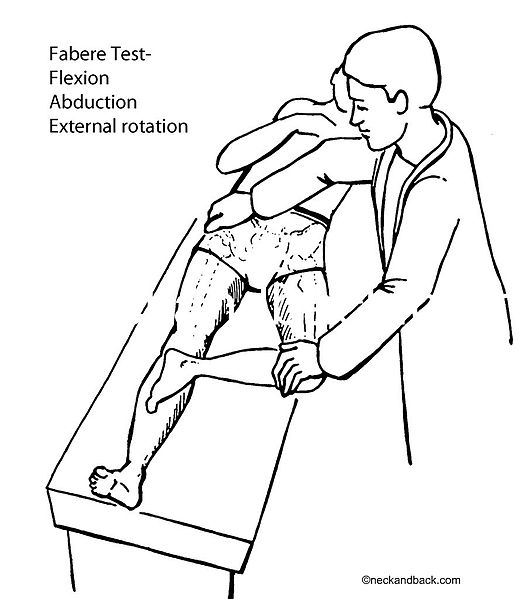 Fabere Test-
Flexion
Abduction
External rotation
©neckandback.com